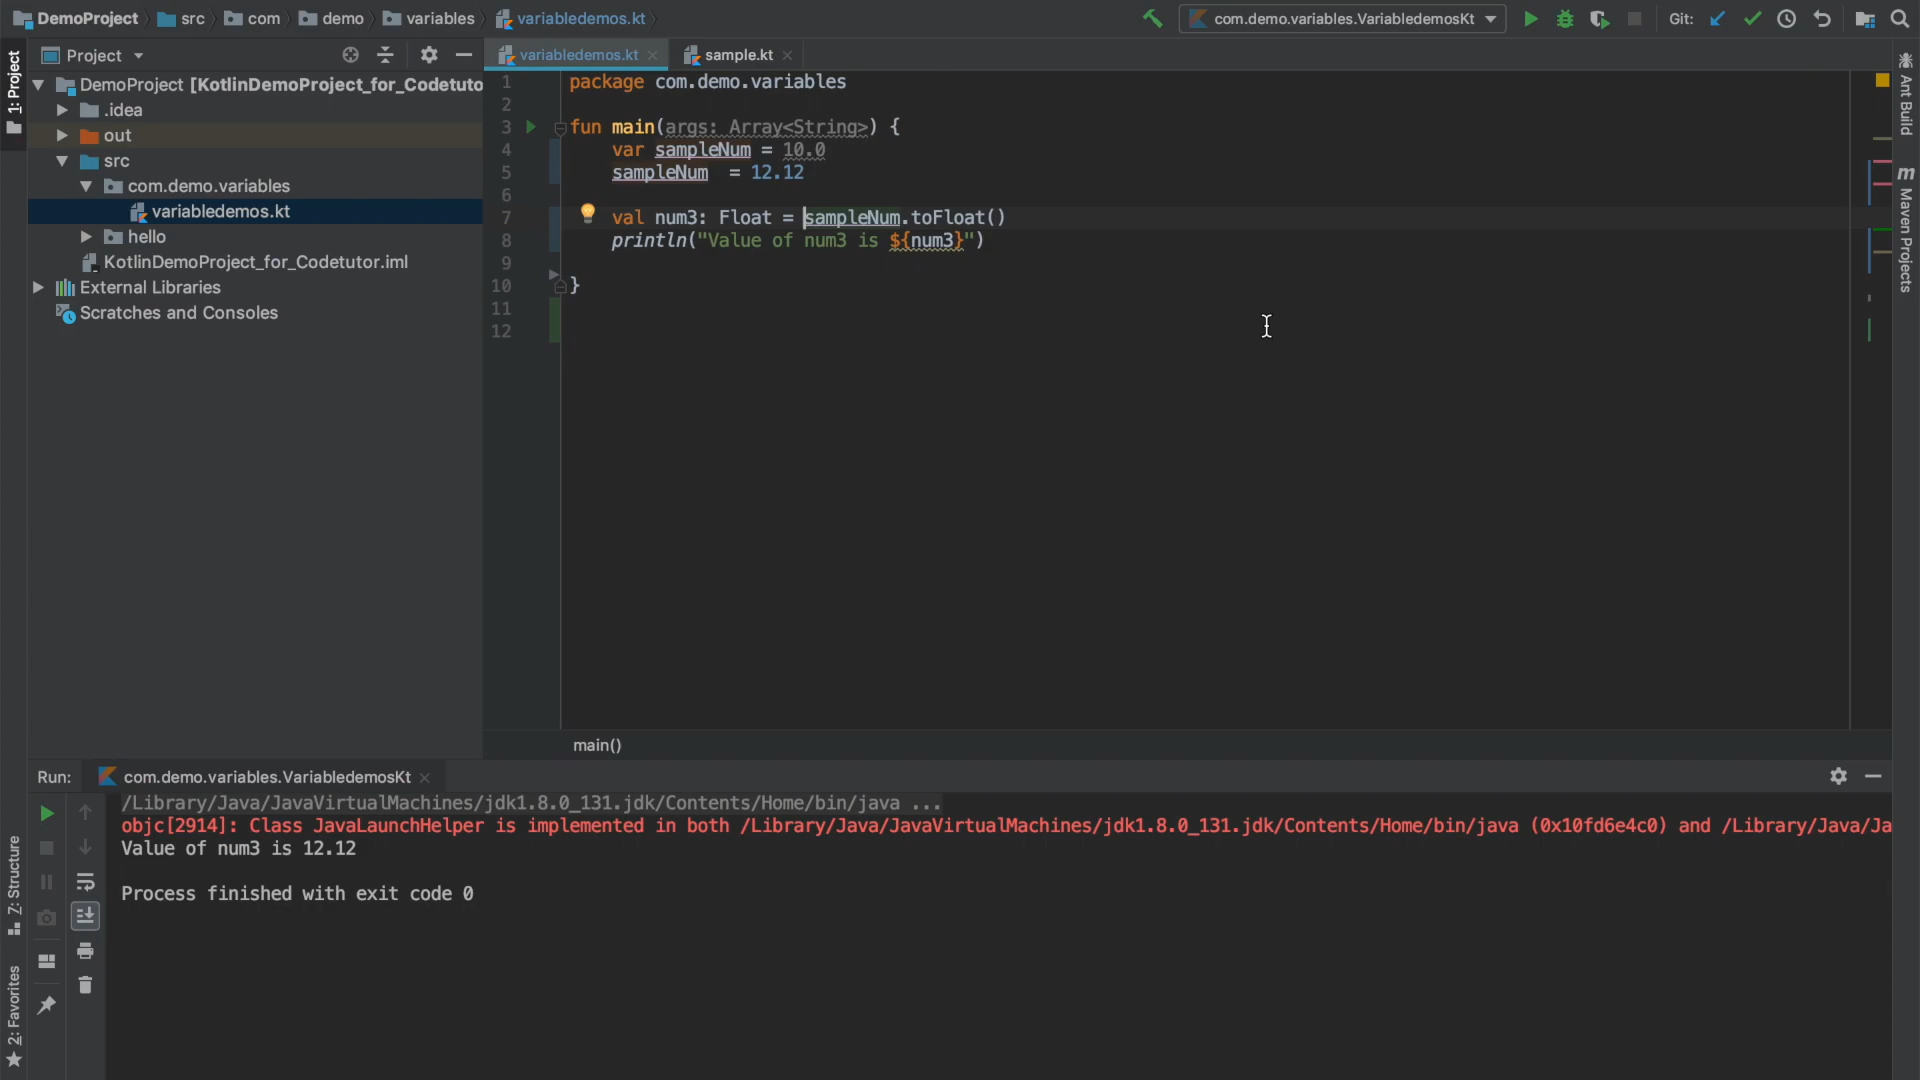 DemoProject src com demo variables variabledemos.kt com.demo.variables.VariabledemosKt Git:
1: Project
Project
variabledemos.kt sample.kt
DemoProject [KotlinDemoProject_for_Codetuto
.idea
out
src
com.demo.variables
variabledemos.kt
hello
KotlinDemoProject_for_Codetutor.iml
External Libraries
Scratches and Consoles
1 package com.demo.variables
2
3 fun main(args: Array<String>) {
4 var sampleNum = 10.0
5 sampleNum = 12.12
6
7 val num3: Float = sampleNum.toFloat()
8 println("Value of num3 is ${num3}")
9
10 }
11
12
main()
Ant Build
m Maven Projects
Run: com.demo.variables.VariabledemosKt
/Library/Java/JavaVirtualMachines/jdk1.8.0_131.jdk/Contents/Home/bin/java ...
objc[2914]: Class JavaLaunchHelper is implemented in both /Library/Java/JavaVirtualMachines/jdk1.8.0_131.jdk/Contents/Home/bin/java (0x10fd6e4c0) and /Library/Java/Ja
Value of num3 is 12.12
Process finished with exit code 0
Z: Structure
2: Favorites